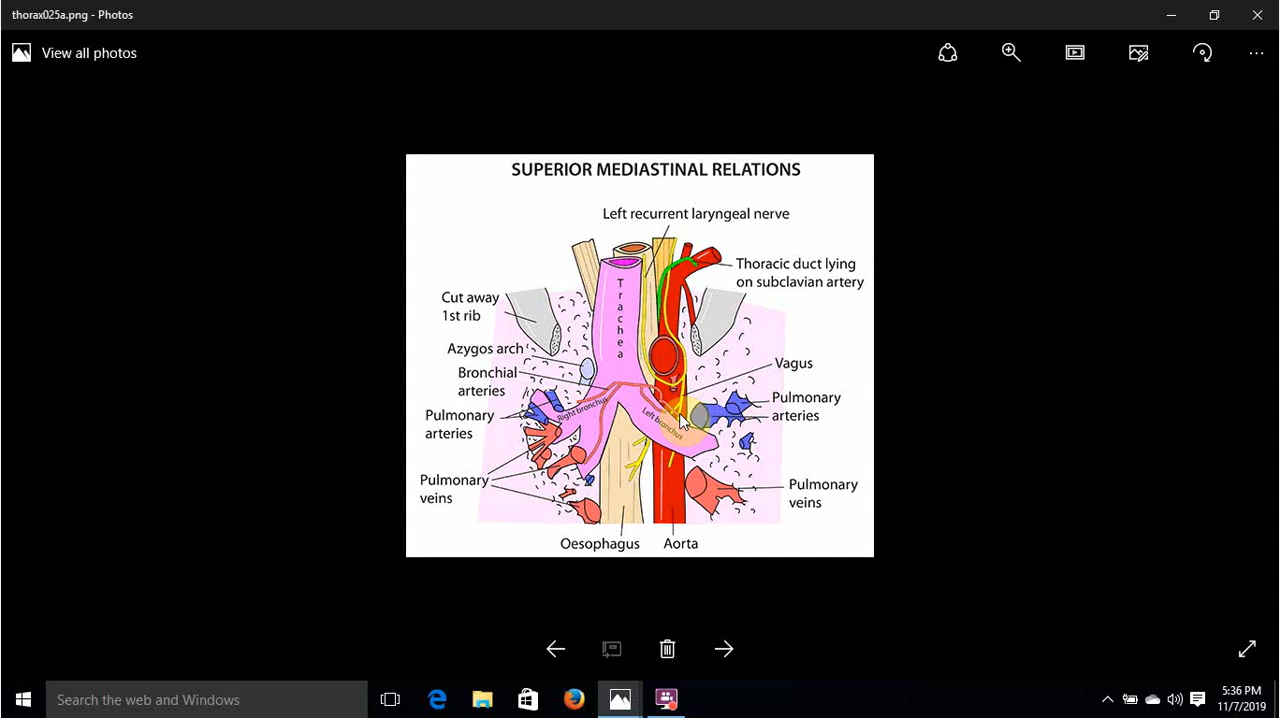 thorax025a.png - Photos
View all photos
SUPERIOR MEDIASTINAL RELATIONS
Left recurrent laryngeal nerve
Thoracic duct lying
on subclavian artery
Trachea
Cut away
1st rib
Azygos arch
Bronchial
arteries
Vagus
Pulmonary
arteries
Pulmonary
arteries
Right bronchus
Left bronchus
Pulmonary
veins
Pulmonary
veins
Oesophagus
Aorta
Search the web and Windows
5:36 PM
11/7/2019